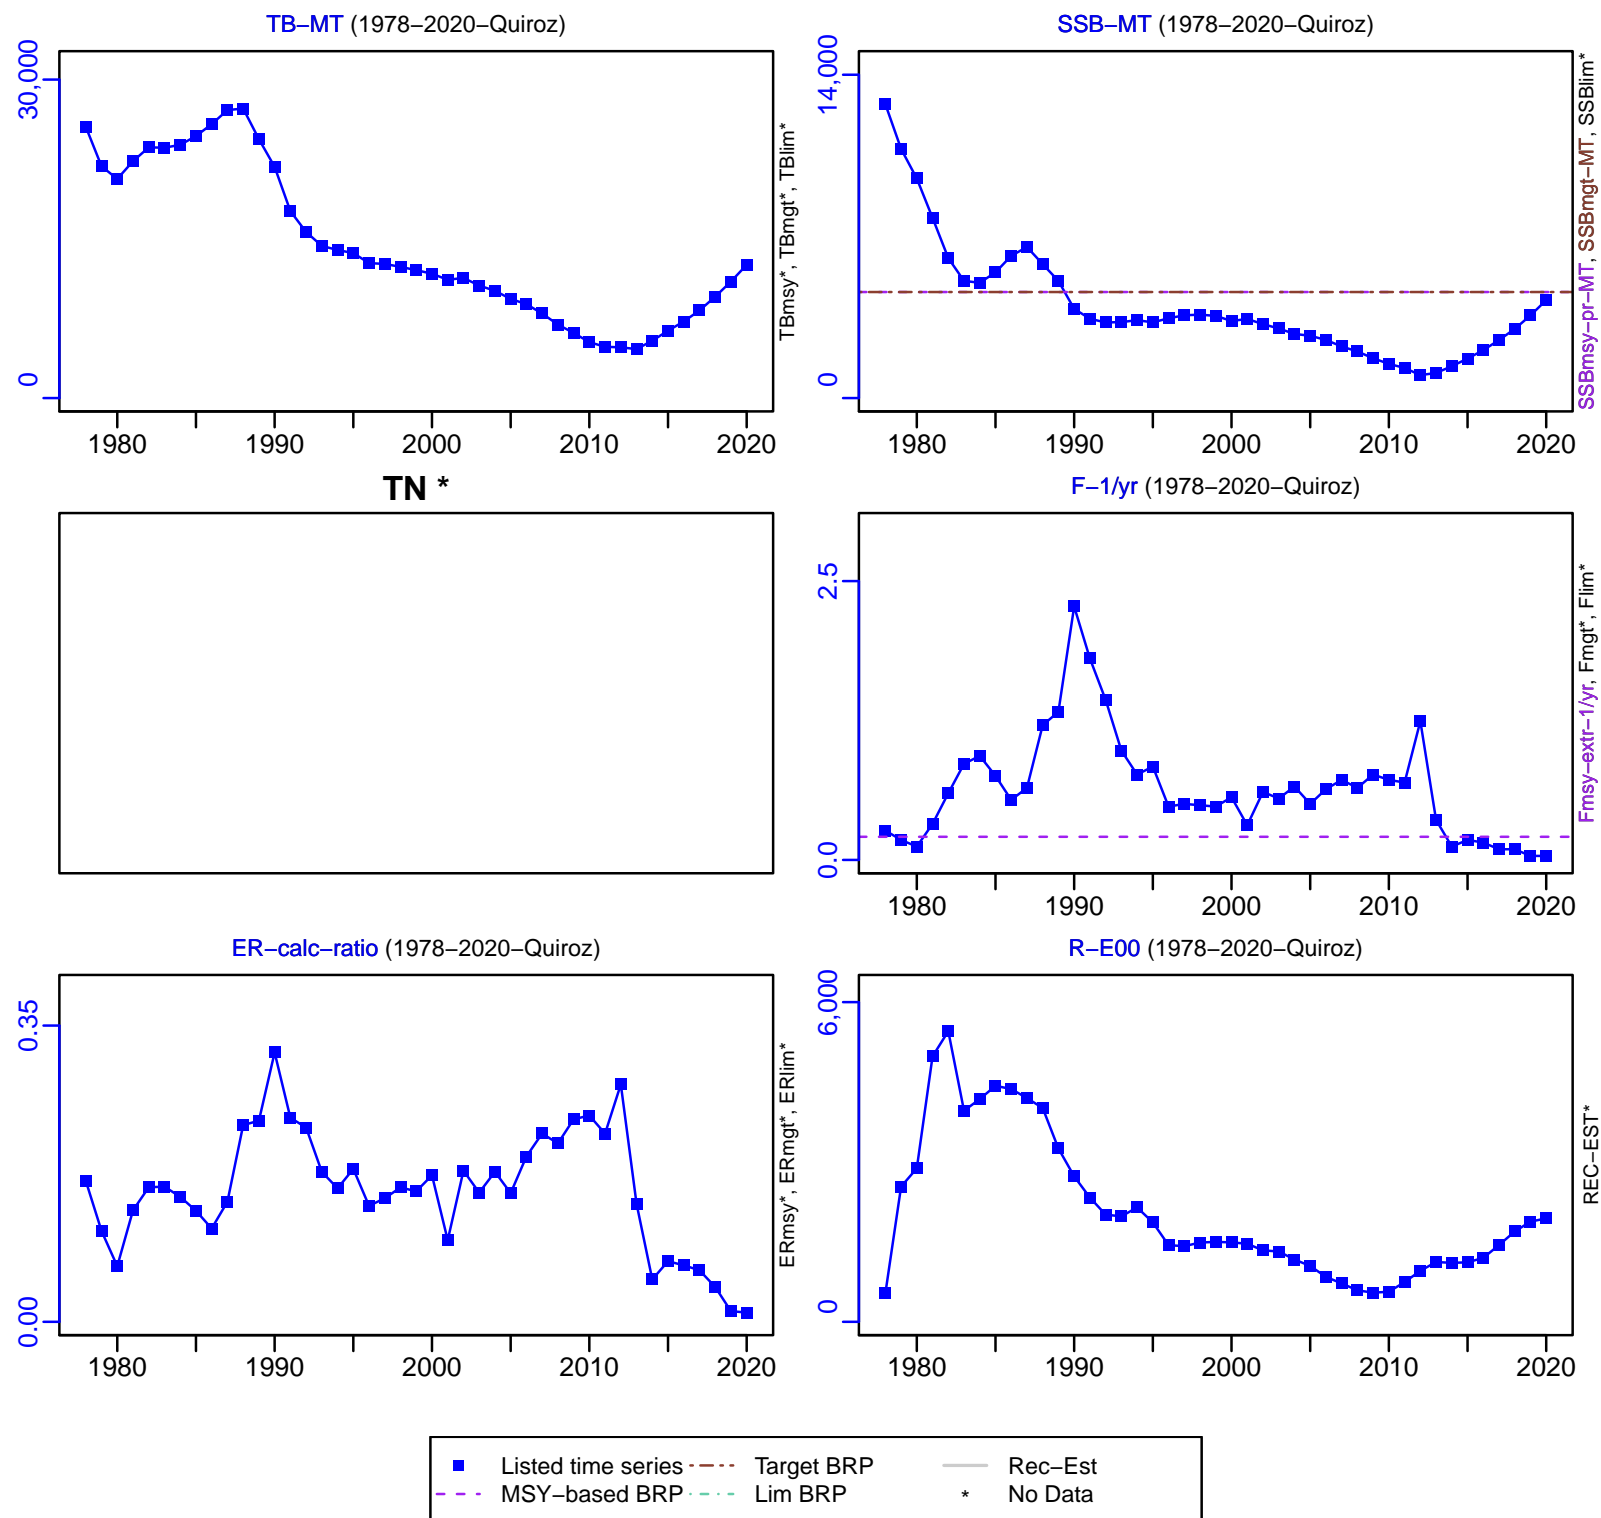 TB−MT (1978−2020−Quiroz)
30,000
0
1980 1990 2000 2010 2020
TBmsy*, TBmgt*, TBlim*
SSB−MT (1978−2020−Quiroz)
14,000
0
1980 1990 2000 2010 2020
SSBmsy−pr−MT, SSBmgt−MT, SSBlim*
TN *
F−1/yr (1978−2020−Quiroz)
2.5
0.0
1980 1990 2000 2010 2020
Fmsy−extr−1/yr, Fmgt*, Flim*
ER−calc−ratio (1978−2020−Quiroz)
0.35
0.00
1980 1990 2000 2010 2020
ERmsy*, ERmgt*, ERlim*
R−E00 (1978−2020−Quiroz)
6,000
0
1980 1990 2000 2010 2020
REC−EST*
Listed time series Target BRP Rec−Est
MSY−based BRP Lim BRP * No Data